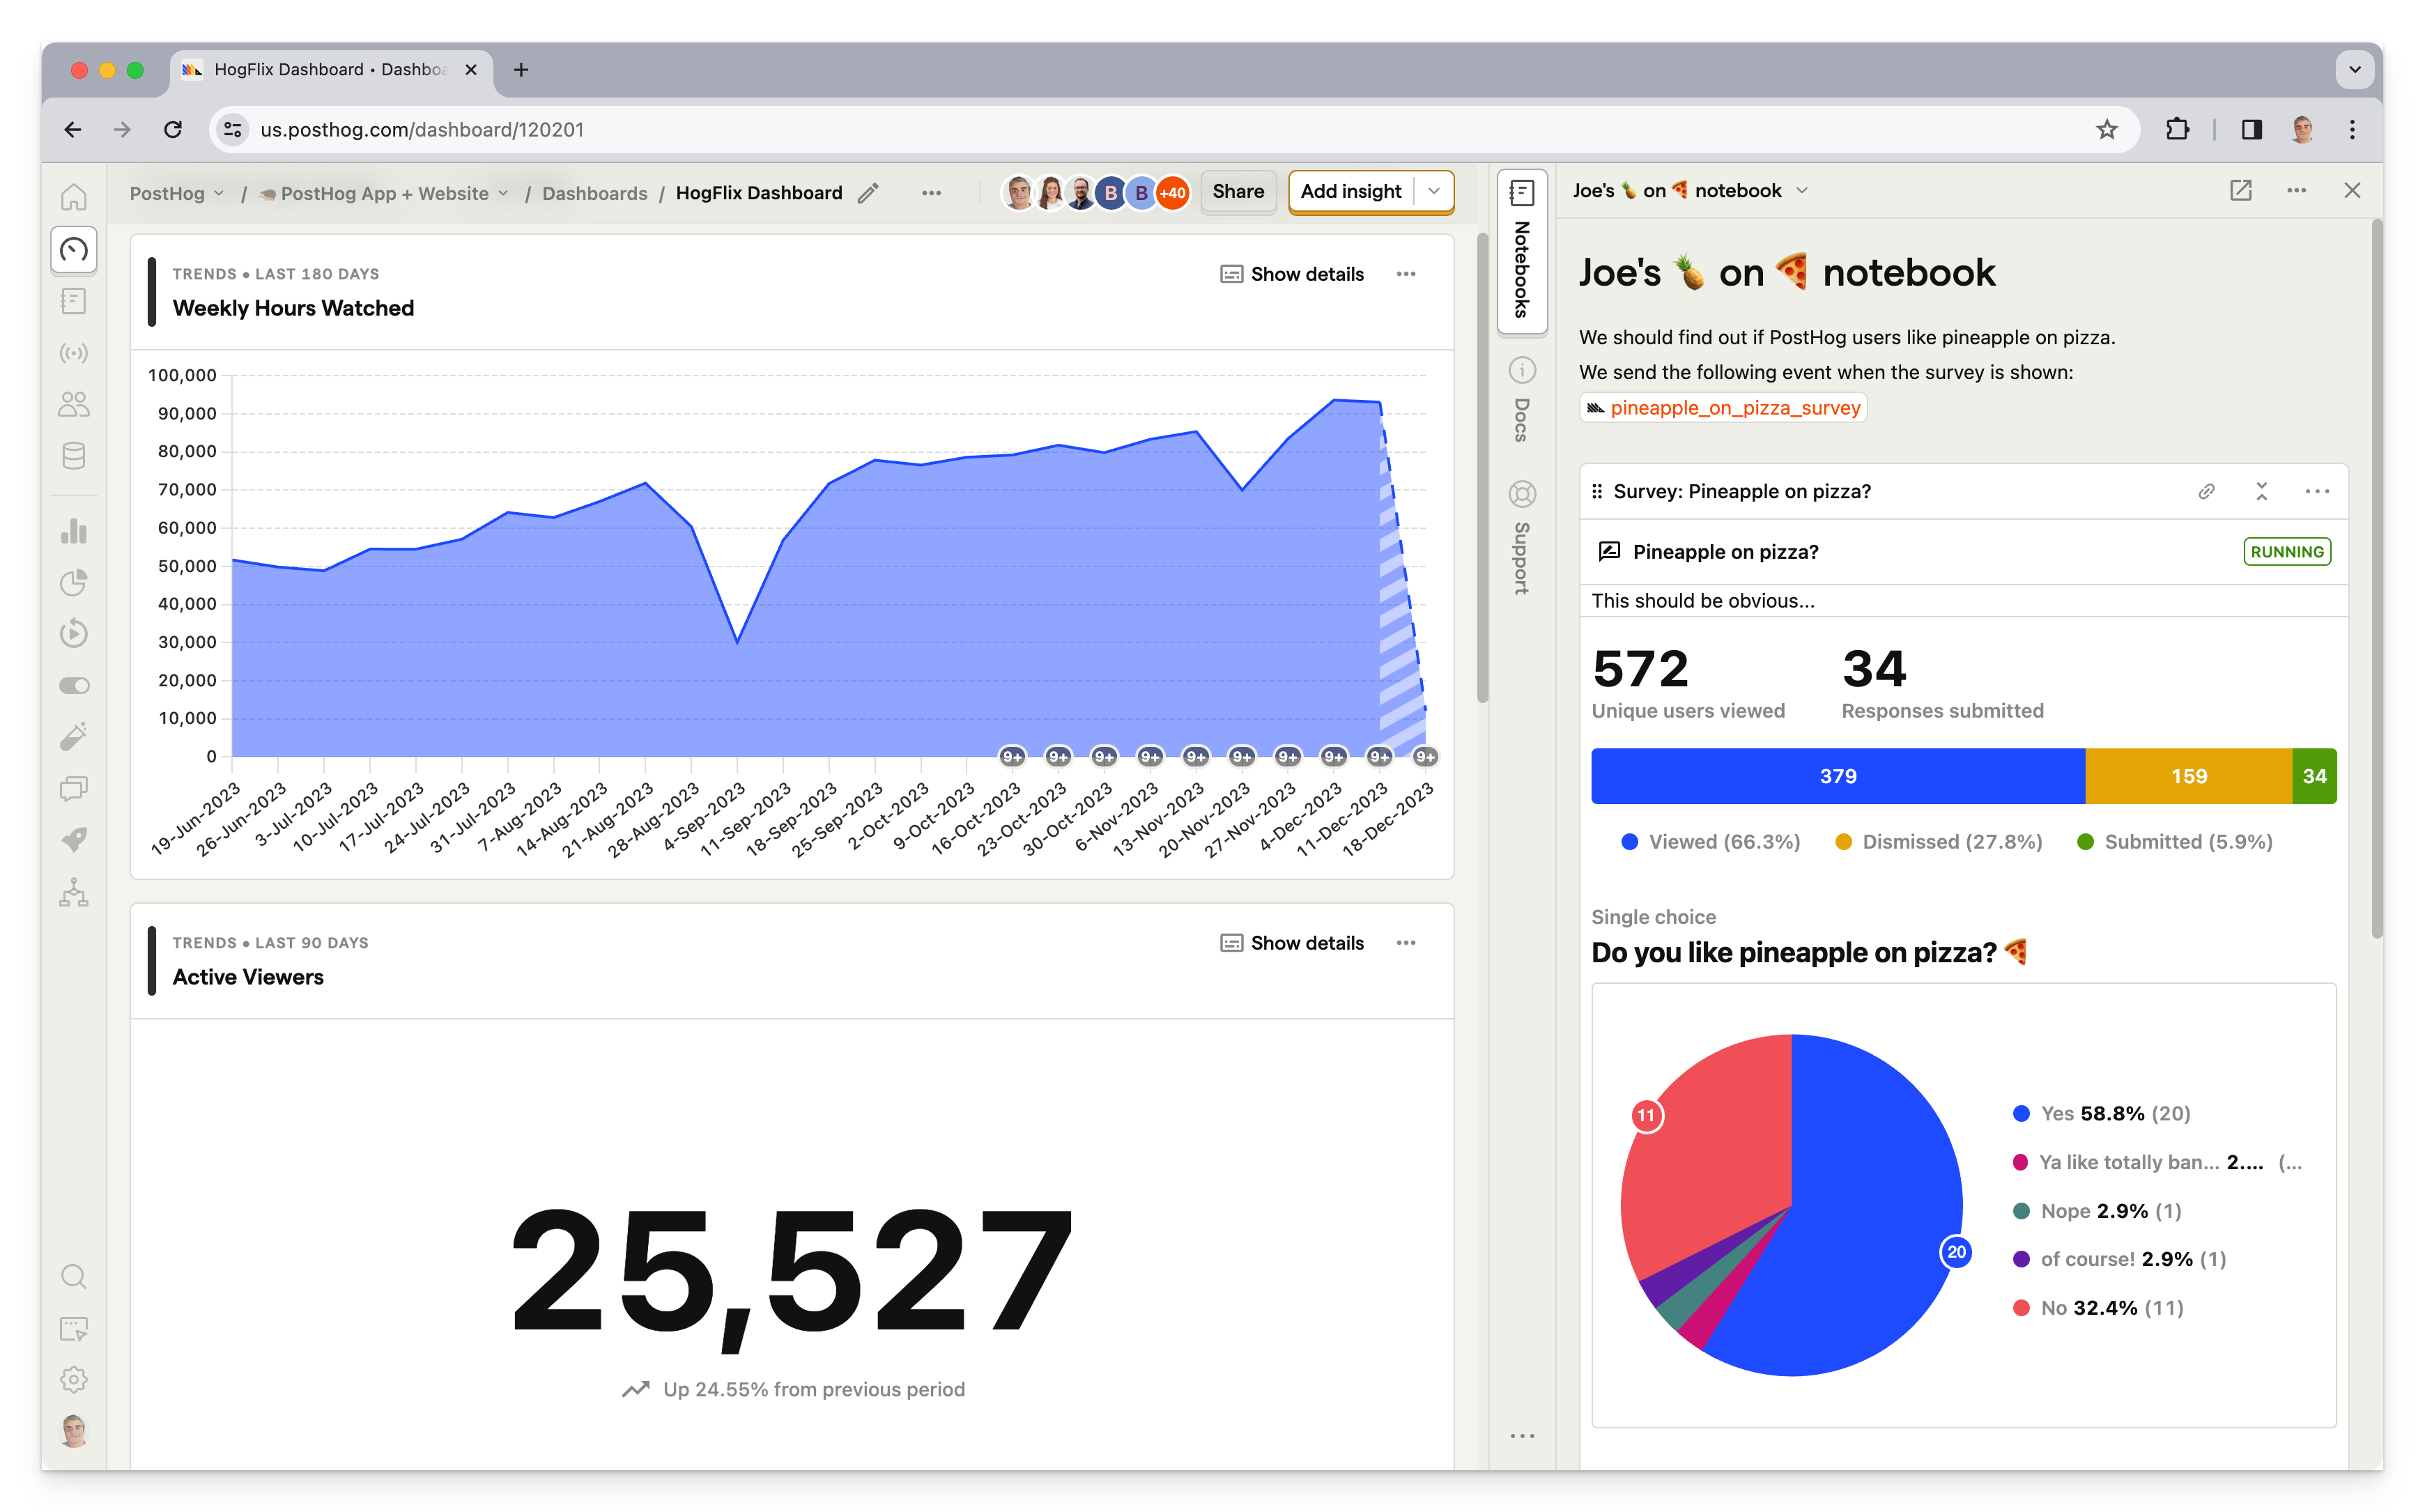 HogFlix Dashboard • Dashboa
us.posthog.com/dashboard/120201
PostHog / PostHog App + Website / Dashboards / HogFlix Dashboard
B B +40
Share
Add insight
TRENDS • LAST 180 DAYS
Show details
Weekly Hours Watched
100,000
90,000
80,000
70,000
60,000
50,000
40,000
30,000
20,000
10,000
0
9+ 9+ 9+ 9+ 9+ 9+ 9+ 9+ 9+ 9+
19-Jun-2023
26-Jun-2023
3-Jul-2023
10-Jul-2023
17-Jul-2023
24-Jul-2023
31-Jul-2023
7-Aug-2023
14-Aug-2023
21-Aug-2023
28-Aug-2023
4-Sep-2023
11-Sep-2023
18-Sep-2023
25-Sep-2023
2-Oct-2023
9-Oct-2023
16-Oct-2023
23-Oct-2023
30-Oct-2023
6-Nov-2023
13-Nov-2023
20-Nov-2023
27-Nov-2023
4-Dec-2023
11-Dec-2023
18-Dec-2023
TRENDS • LAST 90 DAYS
Show details
Active Viewers
25,527
Up 24.55% from previous period
Notebooks
Docs
Support
Joe's 🍍 on 🍕 notebook
Joe's 🍍 on 🍕 notebook
We should find out if PostHog users like pineapple on pizza.
We send the following event when the survey is shown:
pineapple_on_pizza_survey
Survey: Pineapple on pizza?
Pineapple on pizza?
RUNNING
This should be obvious...
572
Unique users viewed
34
Responses submitted
379 159 34
Viewed (66.3%) Dismissed (27.8%) Submitted (5.9%)
Single choice
Do you like pineapple on pizza? 🍕
11
20
Yes 58.8% (20)
Ya like totally ban... 2.... (...
Nope 2.9% (1)
of course! 2.9% (1)
No 32.4% (11)